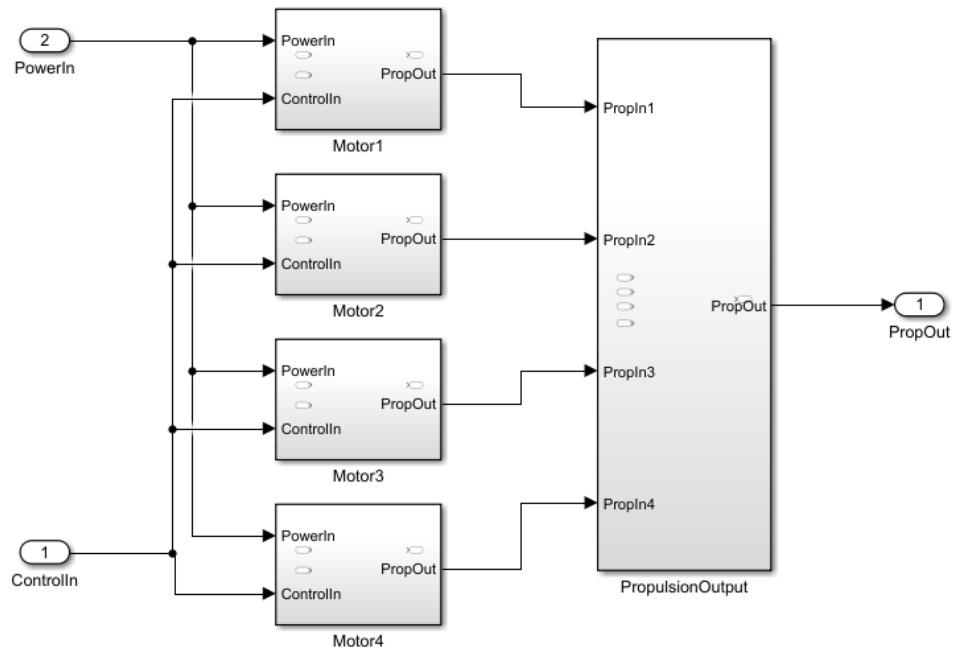 2
PowerIn
PowerIn
PropOut
ControlIn
Motor1
PropIn1
PowerIn
PropOut
ControlIn
Motor2
PropIn2
PowerIn
PropOut
ControlIn
Motor3
PropIn3
PowerIn
PropOut
ControlIn
Motor4
PropIn4
PropOut
PropulsionOutput
1
PropOut
1
ControlIn